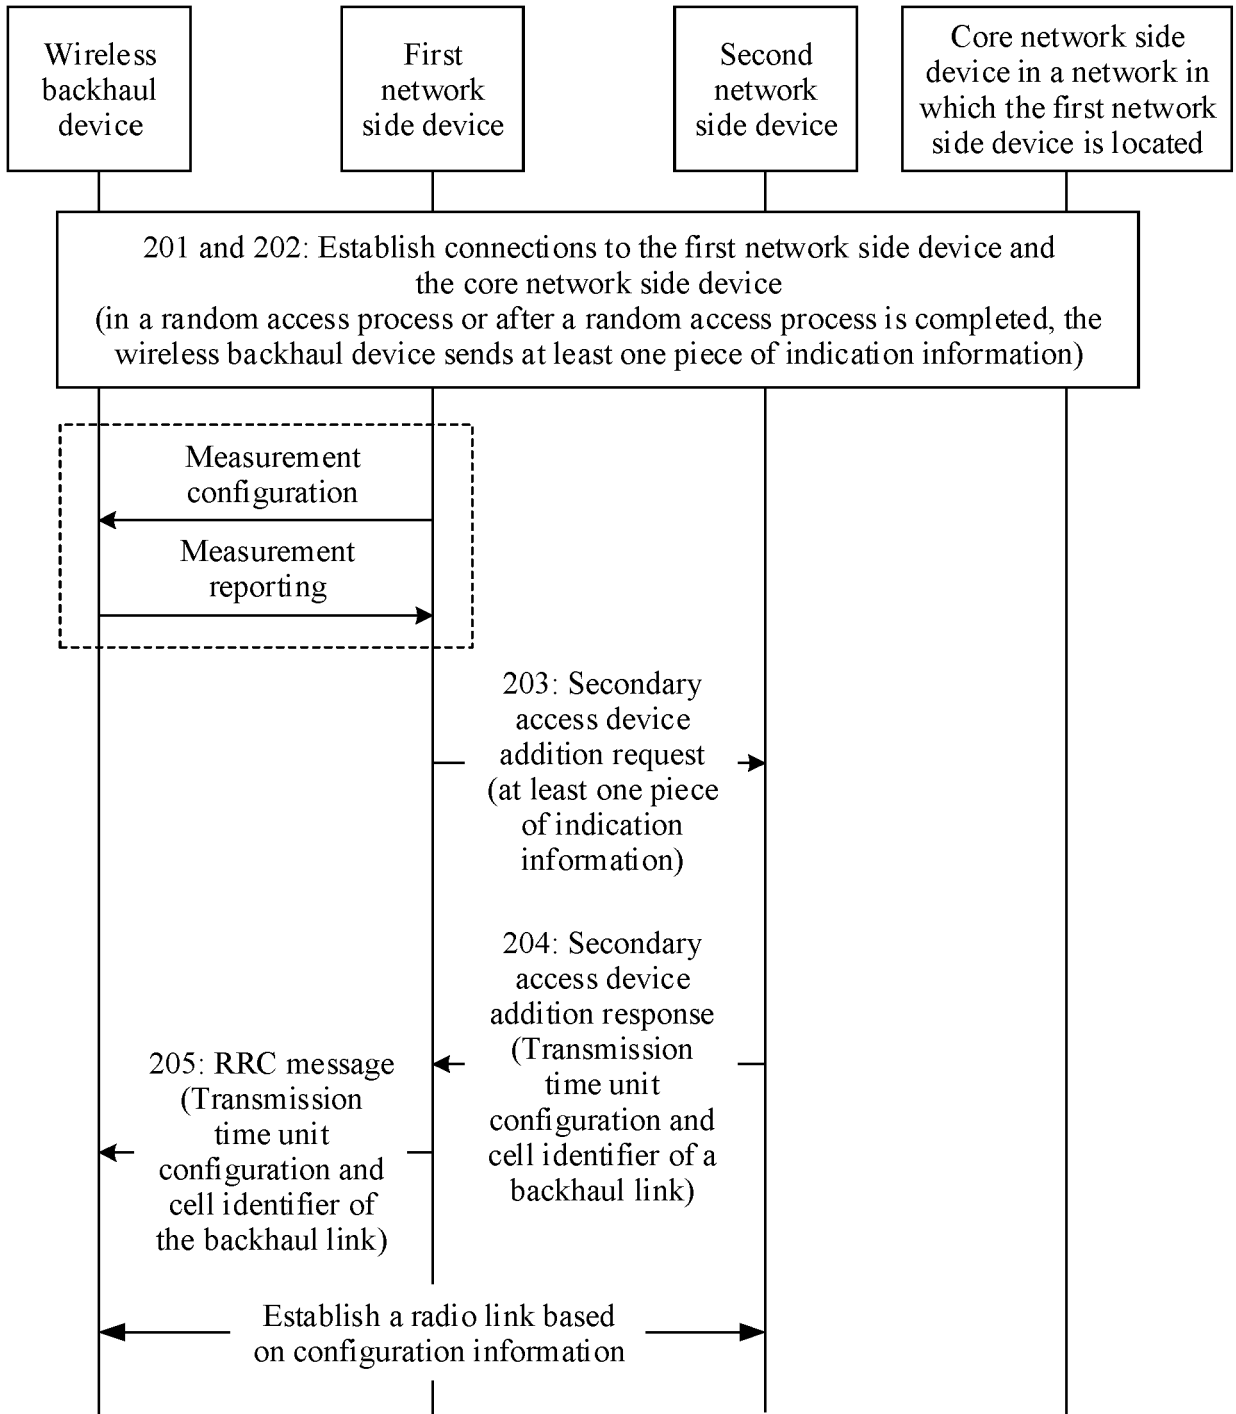 Wireless
backhaul
device
First
network
side device
Second
network
side device
Core network side
device in a network in
which the first network
side device is located
201 and 202: Establish connections to the first network side device and
the core network side device
(in a random access process or after a random access process is completed, the
wireless backhaul device sends at least one piece of indication information)
Measurement
configuration
Measurement
reporting
203: Secondary
access device
addition request
(at least one piece
of indication
information)
204: Secondary
access device
addition response
(Transmission
time unit
configuration and
cell identifier of a
backhaul link)
205: RRC message
(Transmission
time unit
configuration and
cell identifier of
the backhaul link)
Establish a radio link based
on configuration information